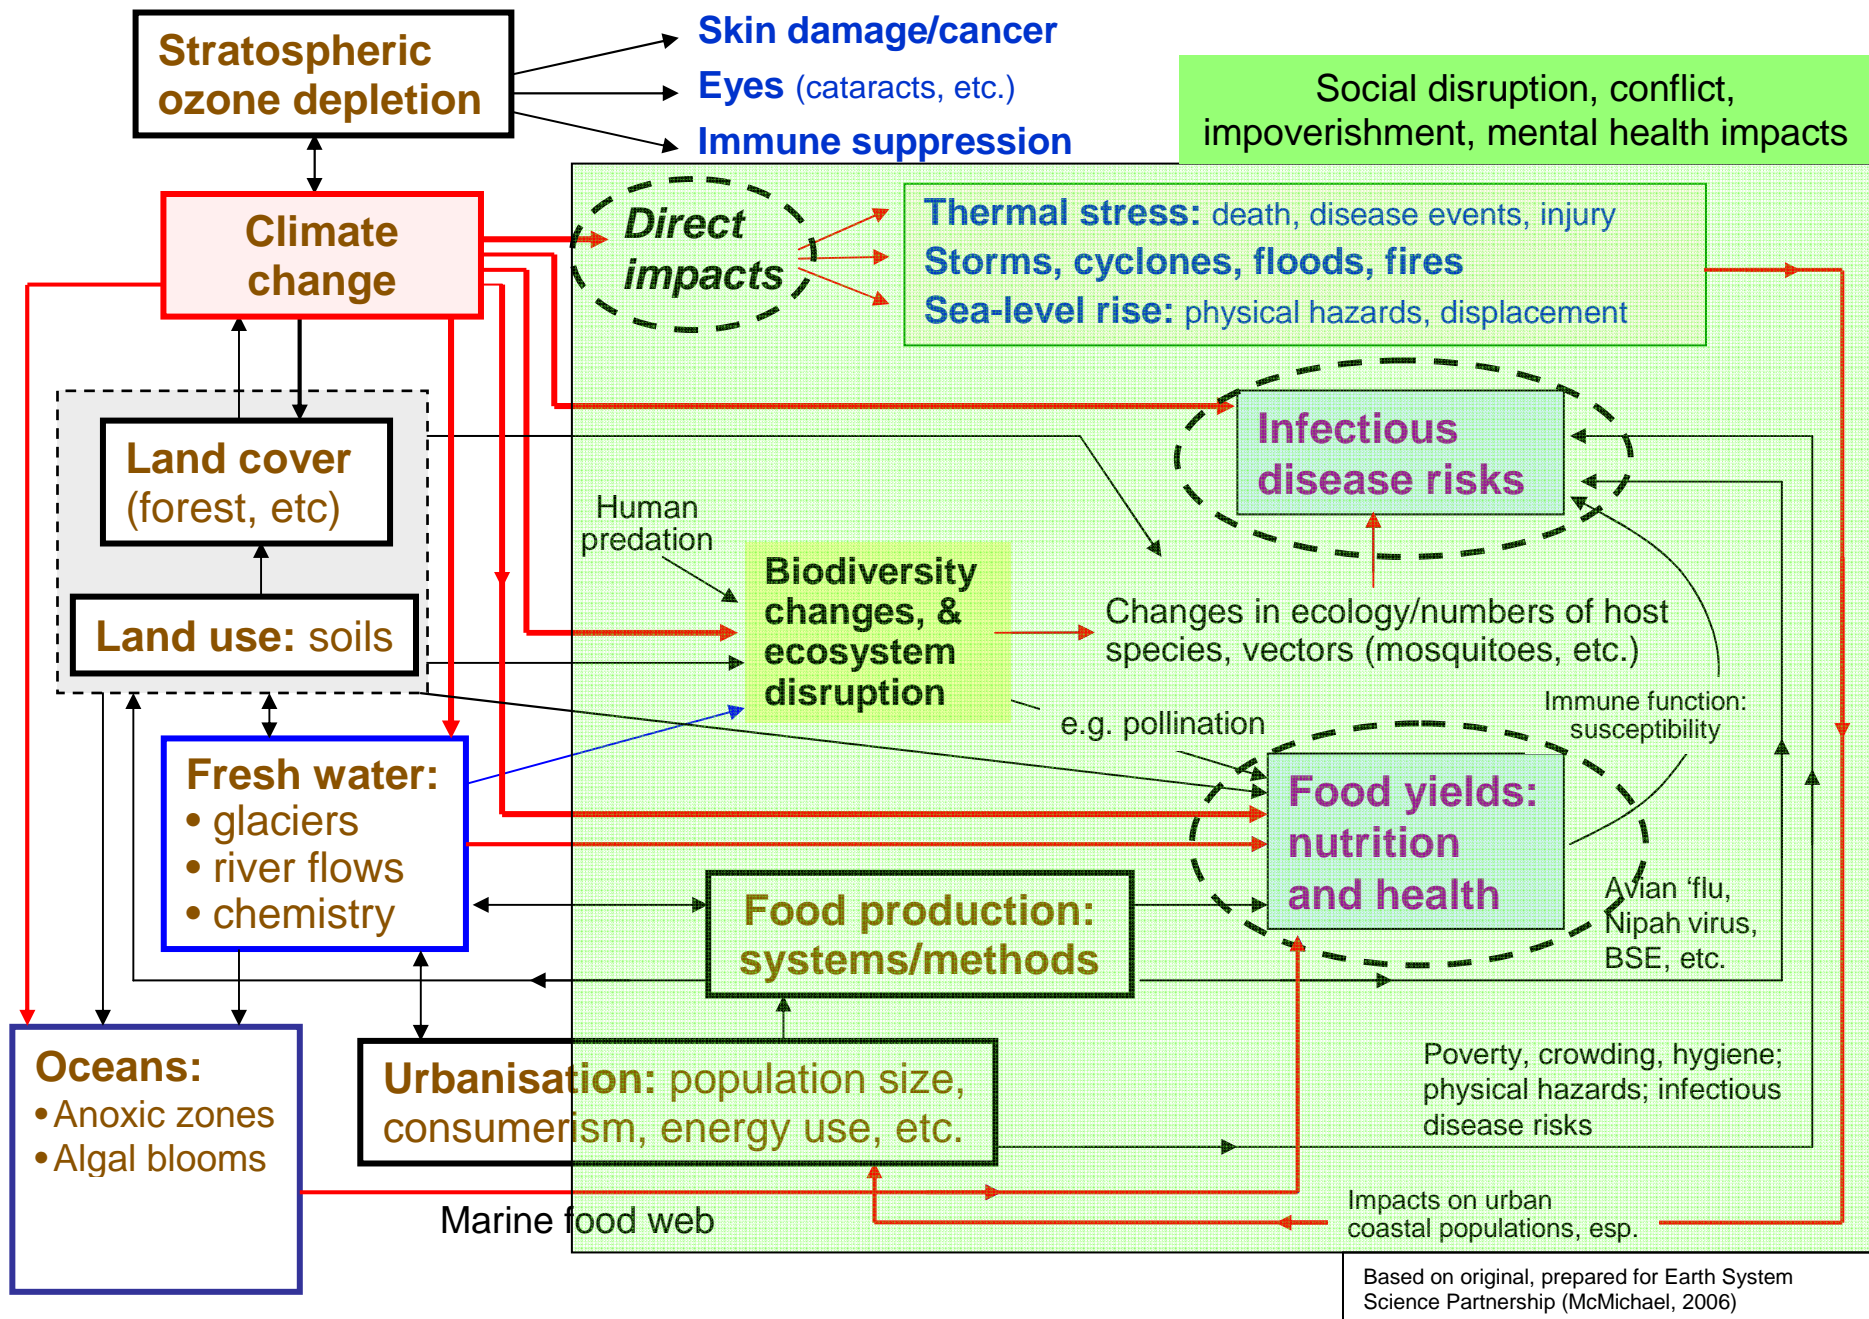 Stratospheric
ozone depletion
Skin damage/cancer
Eyes (cataracts, etc.)
Immune suppression
Social disruption, conflict,
impoverishment, mental health impacts
Climate
change
Direct
impacts
Thermal stress: death, disease events, injury
Storms, cyclones, floods, fires
Sea-level rise: physical hazards, displacement
Land cover
(forest, etc)
Land use: soils
Infectious
disease risks
Human
predation
Biodiversity
changes, &
ecosystem
disruption
Changes in ecology/numbers of host
species, vectors (mosquitoes, etc.)
e.g. pollination
Immune function:
susceptibility
Fresh water:
• glaciers
• river flows
• chemistry
Food yields:
nutrition
and health
Food production:
systems/methods
Avian ‘flu,
Nipah virus,
BSE, etc.
Oceans:
• Anoxic zones
• Algal blooms
Urbanisation: population size,
consumerism, energy use, etc.
Poverty, crowding, hygiene;
physical hazards; infectious
disease risks
Marine food web
Impacts on urban
coastal populations, esp.
Based on original, prepared for Earth System
Science Partnership (McMichael, 2006)